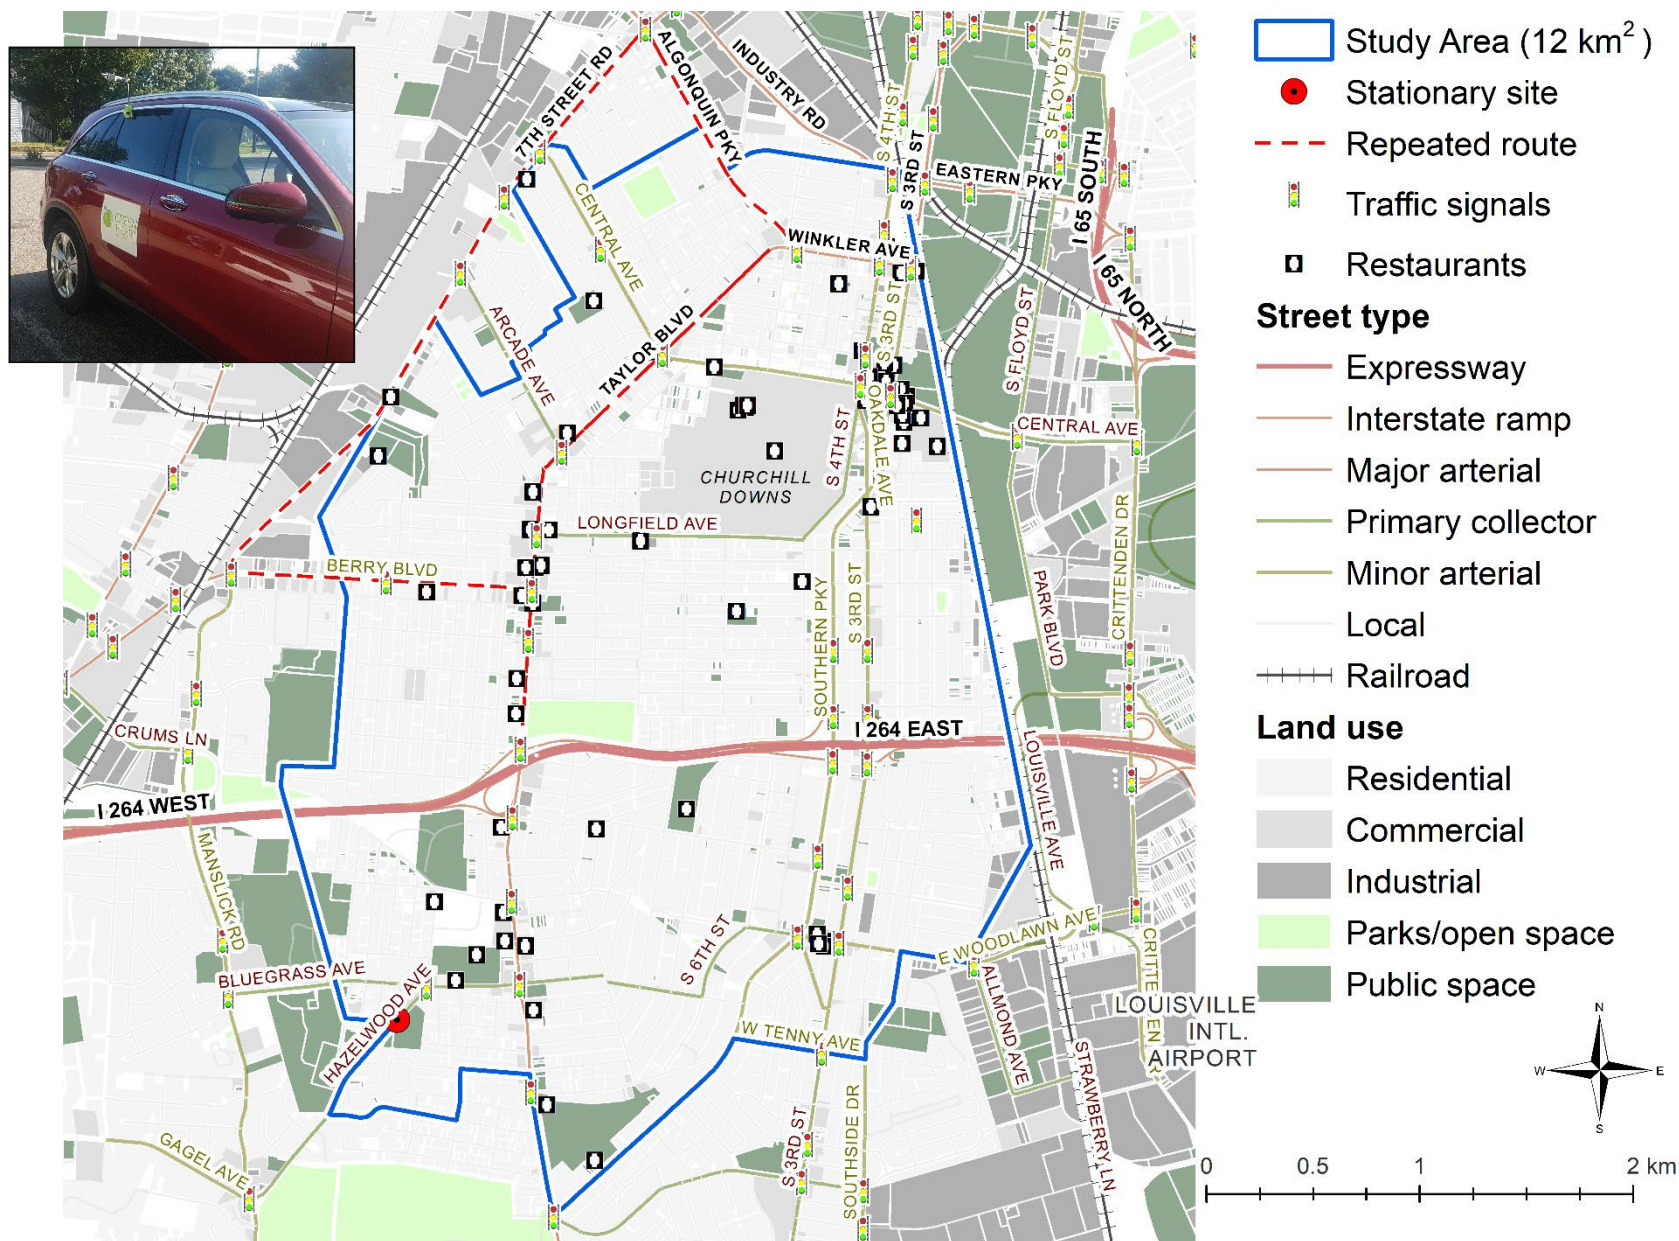 7TH STREET RD
ALGONQUIN PKY
INDUSTRY RD
S 4TH ST
S 3RD ST
S FLOYD ST
EASTERN PKY
I 65 SOUTH
I 65 NORTH
CENTRAL AVE
WINKLER AVE
S 3RD ST
S FLOYD ST
ARCADE AVE
TAYLOR BLVD
OAKDALE AVE
S 4TH ST
CENTRAL AVE
CHURCHILL
DOWNS
LONGFIELD AVE
CRITTENDEN DR
BERRY BLVD
SOUTHERN PKY
S 3RD ST
PARK BLVD
CRUMS LN
I 264 EAST
LOUISVILLE AVE
I 264 WEST
MANSLICK RD
S 6TH ST
E WOODLAWN AVE
BLUEGRASS AVE
HAZELWOOD AVE
ALLMOND AVE
CRITTENDEN DR
W TENNY AVE
LOUISVILLE
INTL.
AIRPORT
STRAWBERRY LN
GAGEL AVE
S 3RD ST
SOUTHSIDE DR
Study Area (12 km²)
Stationary site
Repeated route
Traffic signals
Restaurants
Street type
Expressway
Interstate ramp
Major arterial
Primary collector
Minor arterial
Local
Railroad
Land use
Residential
Commercial
Industrial
Parks/open space
Public space
N
W E
S
0 0.5 1 2 km